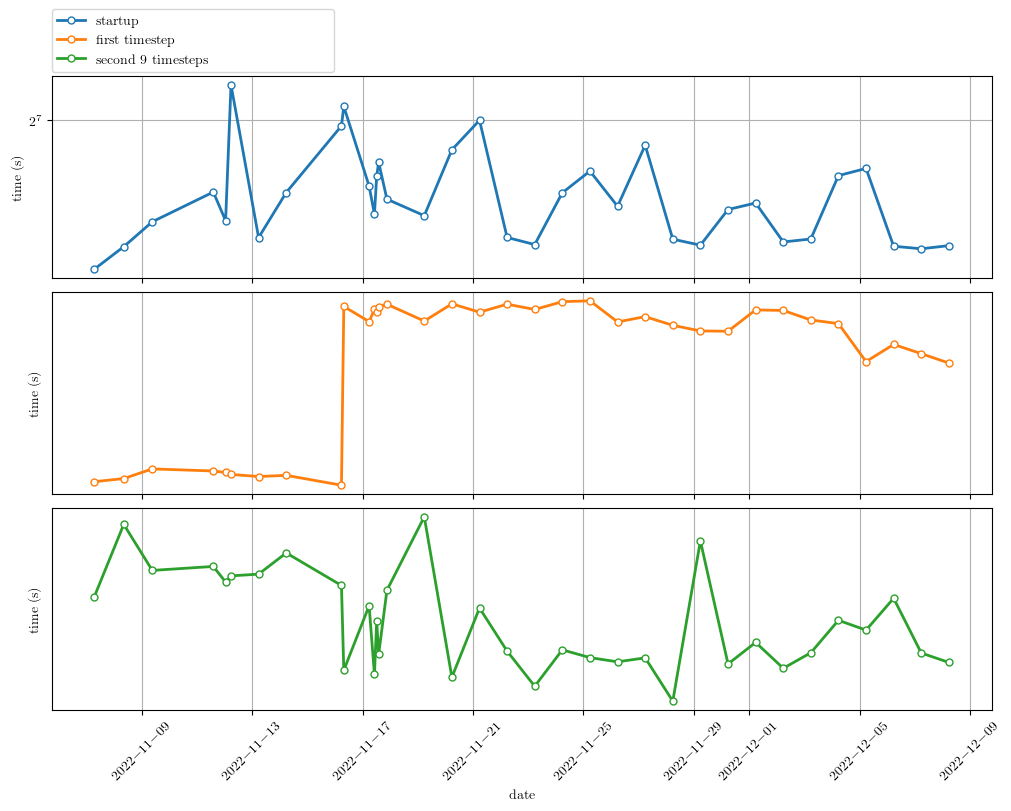 startup
first timestep
second 9 timesteps
2^7
time (s)
time (s)
time (s)
2022−11−09
2022−11−13
2022−11−17
2022−11−21
2022−11−25
2022−11−29
2022−12−01
2022−12−05
2022−12−09
date